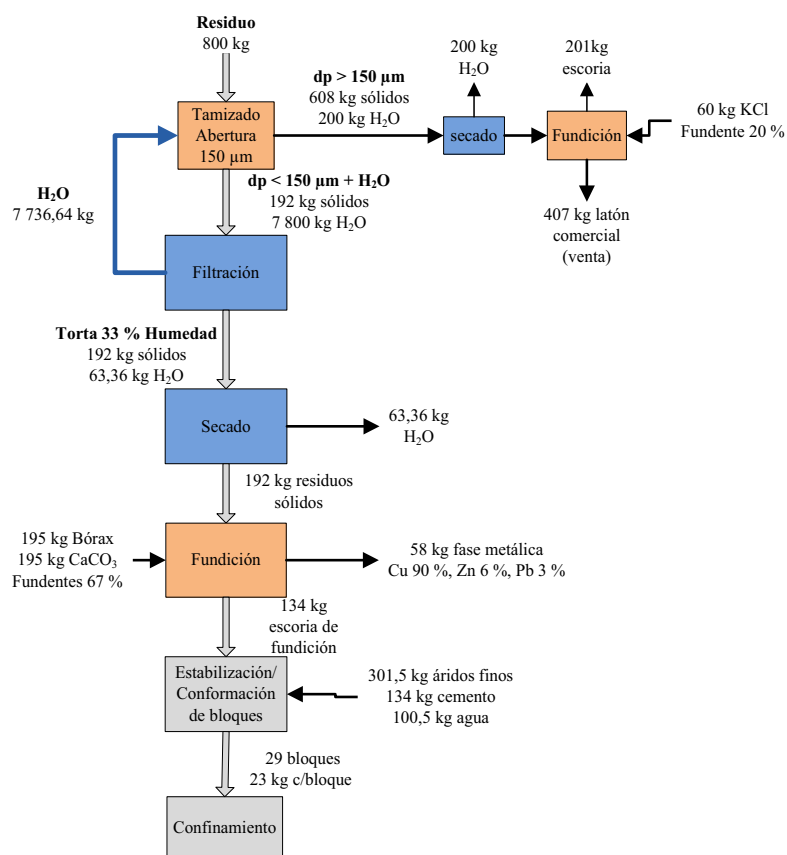 Residuo
800 kg
Tamizado
Abertura
150 µm
dp > 150 µm
608 kg sólidos
200 kg H₂O
200 kg
H₂O
secado
201kg
escoria
Fundición
60 kg KCl
Fundente 20 %
407 kg latón
comercial
(venta)
H₂O
7 736,64 kg
dp < 150 µm + H₂O
192 kg sólidos
7 800 kg H₂O
Filtración
Torta 33 % Humedad
192 kg sólidos
63,36 kg H₂O
Secado
63,36 kg
H₂O
192 kg residuos
sólidos
195 kg Bórax
195 kg CaCO₃
Fundentes 67 %
Fundición
58 kg fase metálica
Cu 90 %, Zn 6 %, Pb 3 %
134 kg
escoria de
fundición
Estabilización/
Conformación
de bloques
301,5 kg áridos finos
134 kg cemento
100,5 kg agua
29 bloques
23 kg c/bloque
Confinamiento